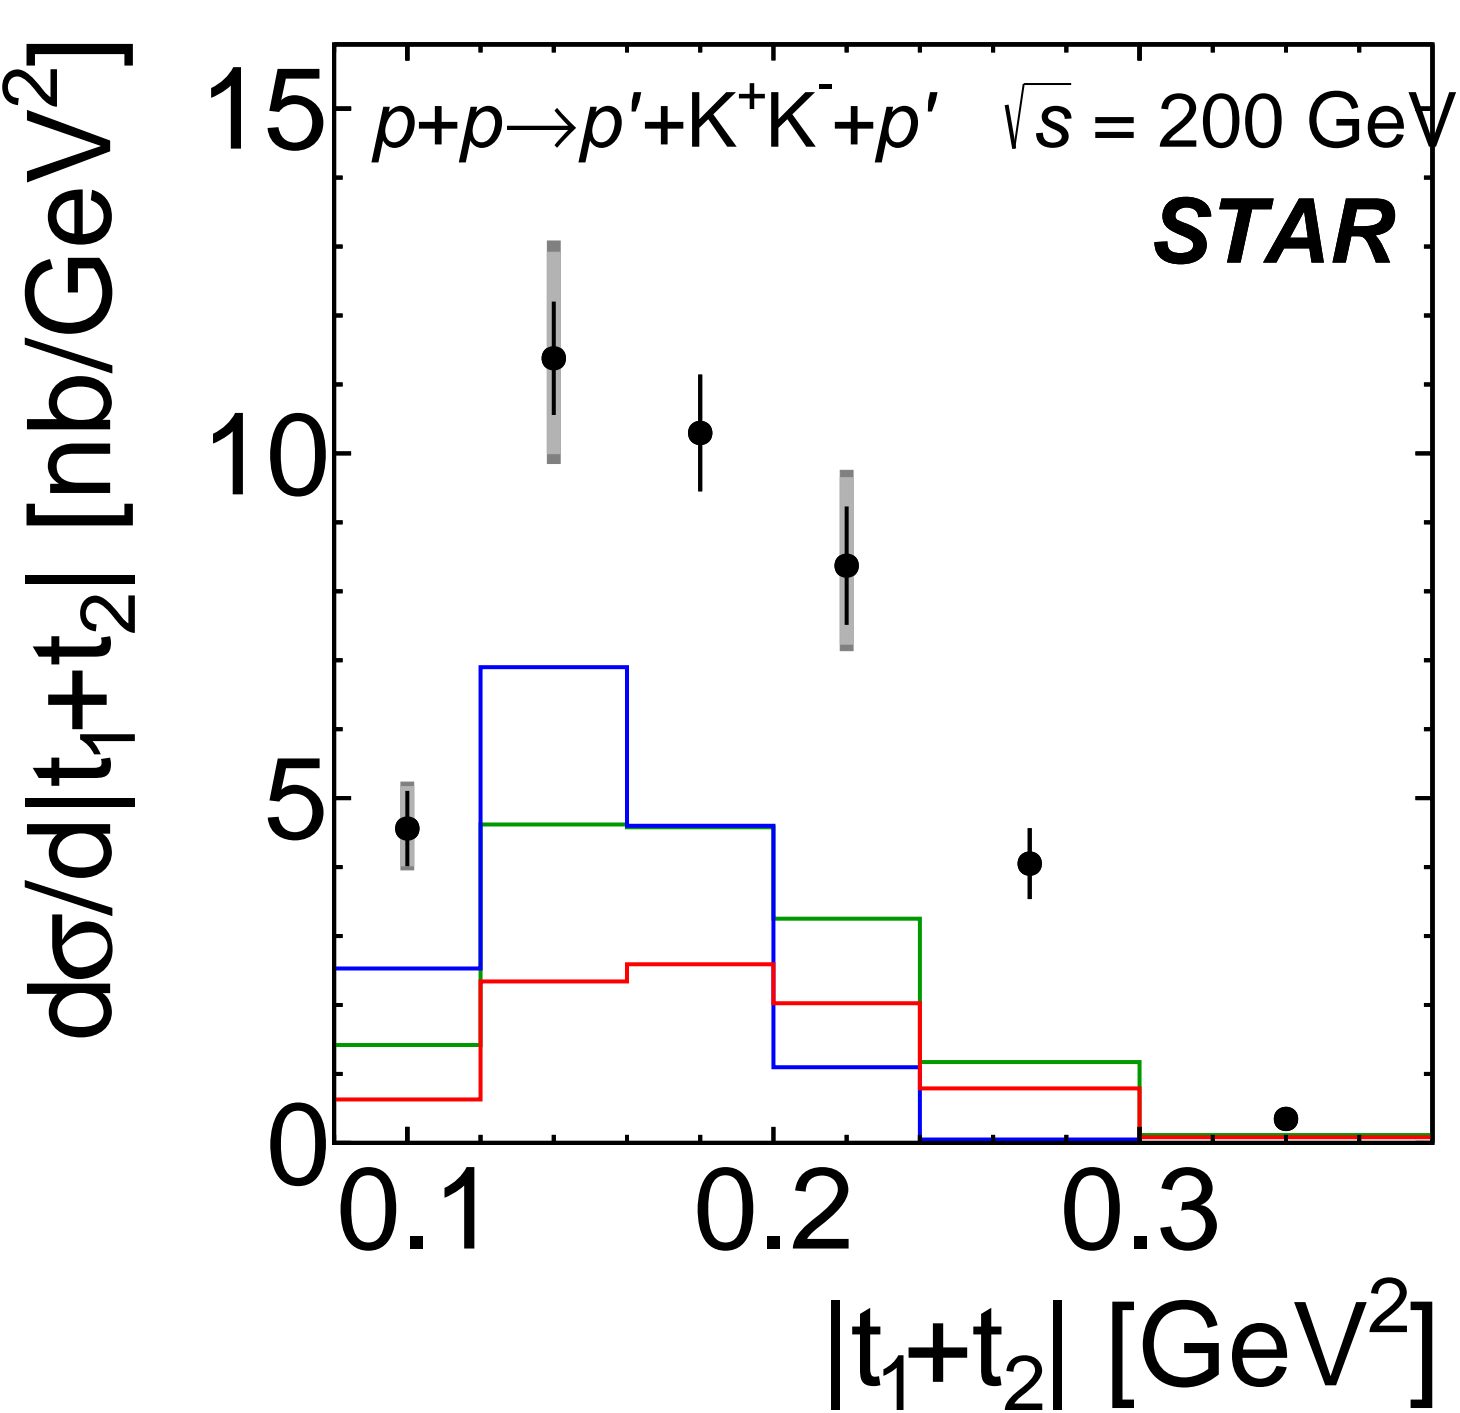 p+p→p′+K⁺K⁻+p′ √s = 200 GeV
STAR
dσ/d|t₁+t₂| [nb/GeV²]
15
10
5
0
0.1 0.2 0.3
|t₁+t₂| [GeV²]